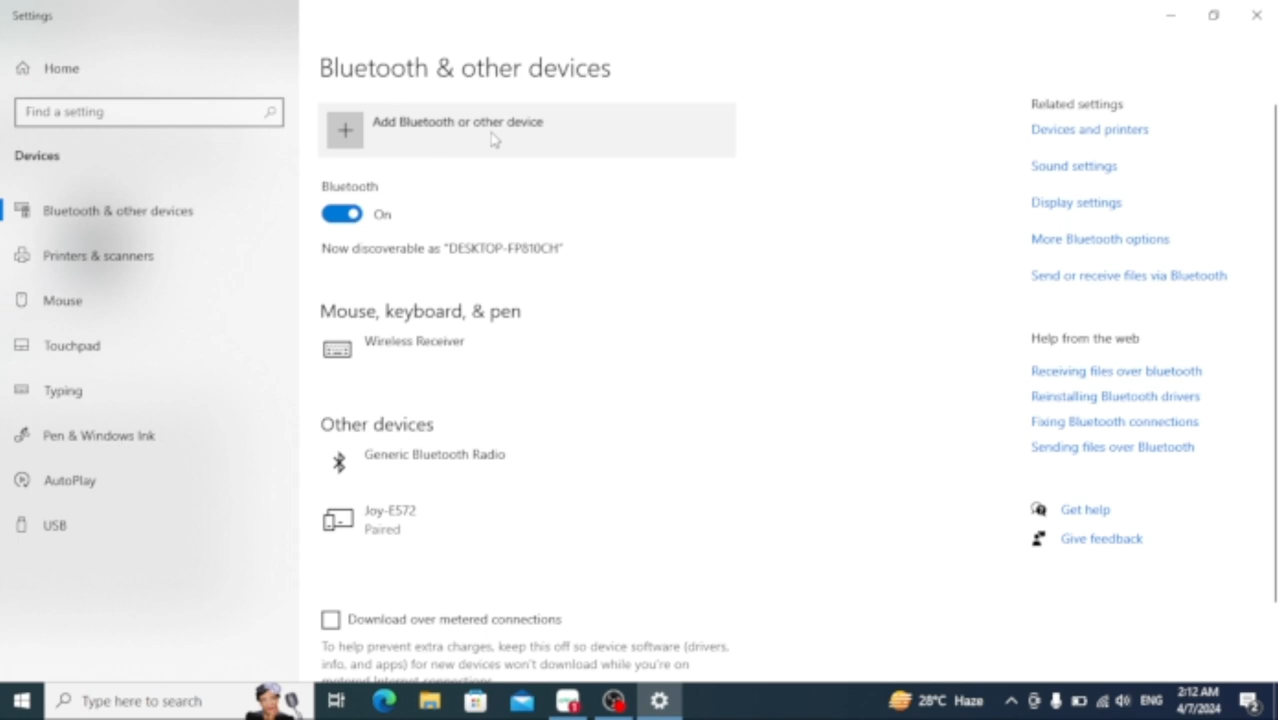 Settings
Home
Find a setting
Devices
Bluetooth & other devices
Printers & scanners
Mouse
Touchpad
Typing
Pen & Windows Ink
AutoPlay
USB
Bluetooth & other devices
Add Bluetooth or other device
Bluetooth
On
Now discoverable as "DESKTOP-FP810CH"
Mouse, keyboard, & pen
Wireless Receiver
Other devices
Generic Bluetooth Radio
Joy-E572
Paired
Download over metered connections
To help prevent extra charges, keep this off so device software (drivers,
info, and apps) for new devices won't download while you're on
metered Internet connections.
Related settings
Devices and printers
Sound settings
Display settings
More Bluetooth options
Send or receive files via Bluetooth
Help from the web
Receiving files over bluetooth
Reinstalling Bluetooth drivers
Fixing Bluetooth connections
Sending files over Bluetooth
Get help
Give feedback
Type here to search
28°C Haze
ENG
2:12 AM
4/7/2024
2